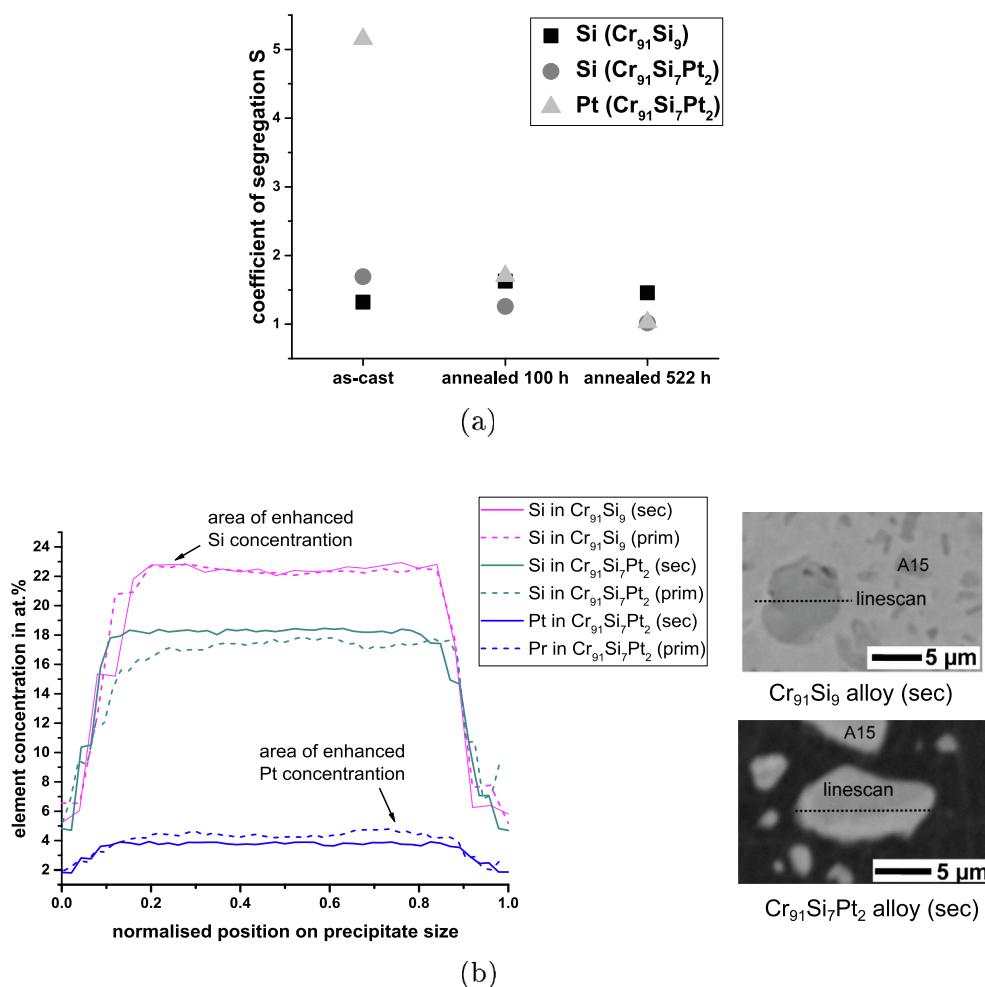 coefficient of segregation S
5
4
3
2
1
Si (Cr₉₁Si₉)
Si (Cr₉₁Si₇Pt₂)
Pt (Cr₉₁Si₇Pt₂)
as-cast annealed 100 h annealed 522 h
(a)
element concentration in at.%
24
22
20
18
16
14
12
10
8
6
4
2
area of enhanced
Si concentrantion
area of enhanced
Pt concentrantion
0.0 0.2 0.4 0.6 0.8 1.0
normalised position on precipitate size
Si in Cr₉₁Si₉ (sec)
Si in Cr₉₁Si₉ (prim)
Si in Cr₉₁Si₇Pt₂ (sec)
Si in Cr₉₁Si₇Pt₂ (prim)
Pt in Cr₉₁Si₇Pt₂ (sec)
Pr in Cr₉₁Si₇Pt₂ (prim)
A15
linescan
5 µm
Cr₉₁Si₉ alloy (sec)
A15
linescan
5 µm
Cr₉₁Si₇Pt₂ alloy (sec)
(b)